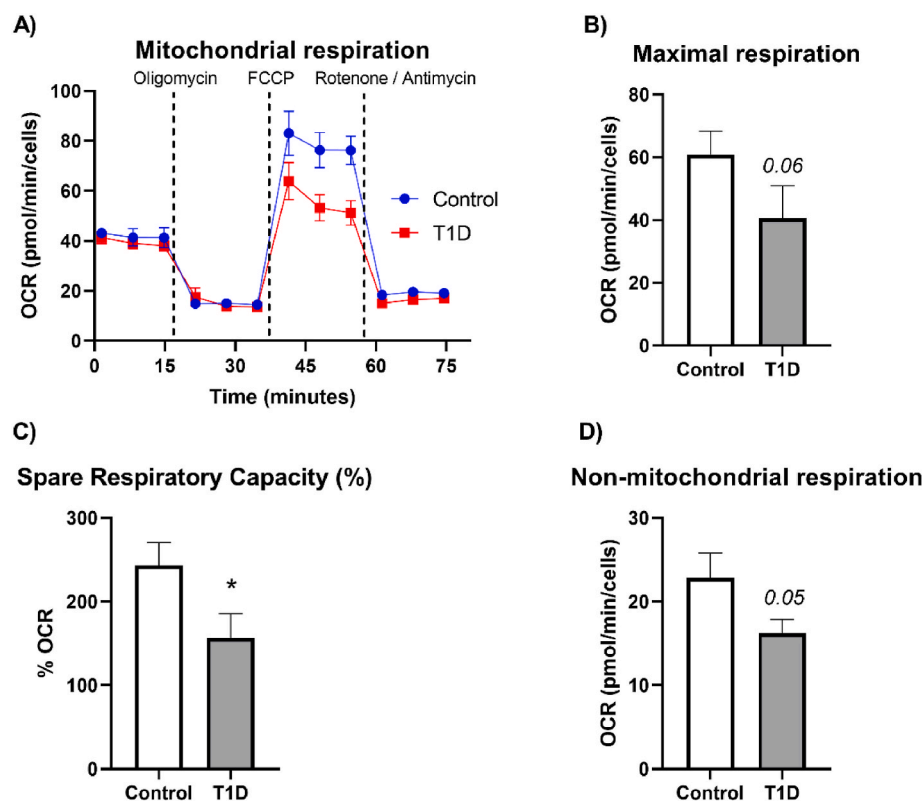 A)
Mitochondrial respiration
Oligomycin
FCCP
Rotenone / Antimycin
OCR (pmol/min/cells)
100
80
60
40
20
0
0
15
30
45
60
75
Time (minutes)
Control
T1D
B)
Maximal respiration
OCR (pmol/min/cells)
80
60
40
20
0
0.06
Control
T1D
C)
Spare Respiratory Capacity (%)
% OCR
300
200
100
0
*
Control
T1D
D)
Non-mitochondrial respiration
OCR (pmol/min/cells)
30
20
10
0
0.05
Control
T1D